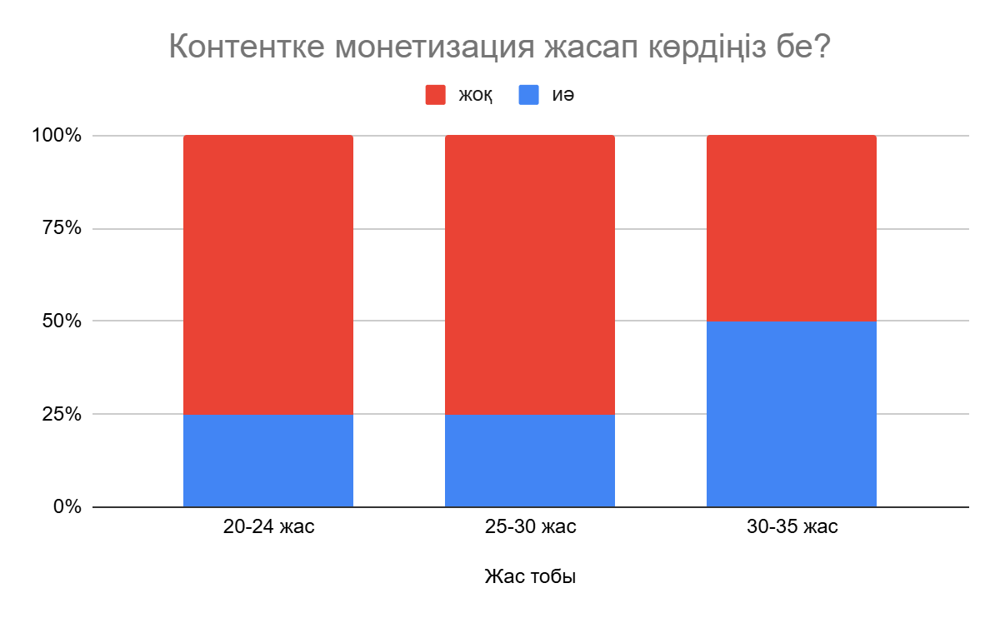 Контентке монетизация жасап көрдіңіз бе?
жоқ иә
100%
75%
50%
25%
0%
20-24 жас 25-30 жас 30-35 жас
Жас тобы